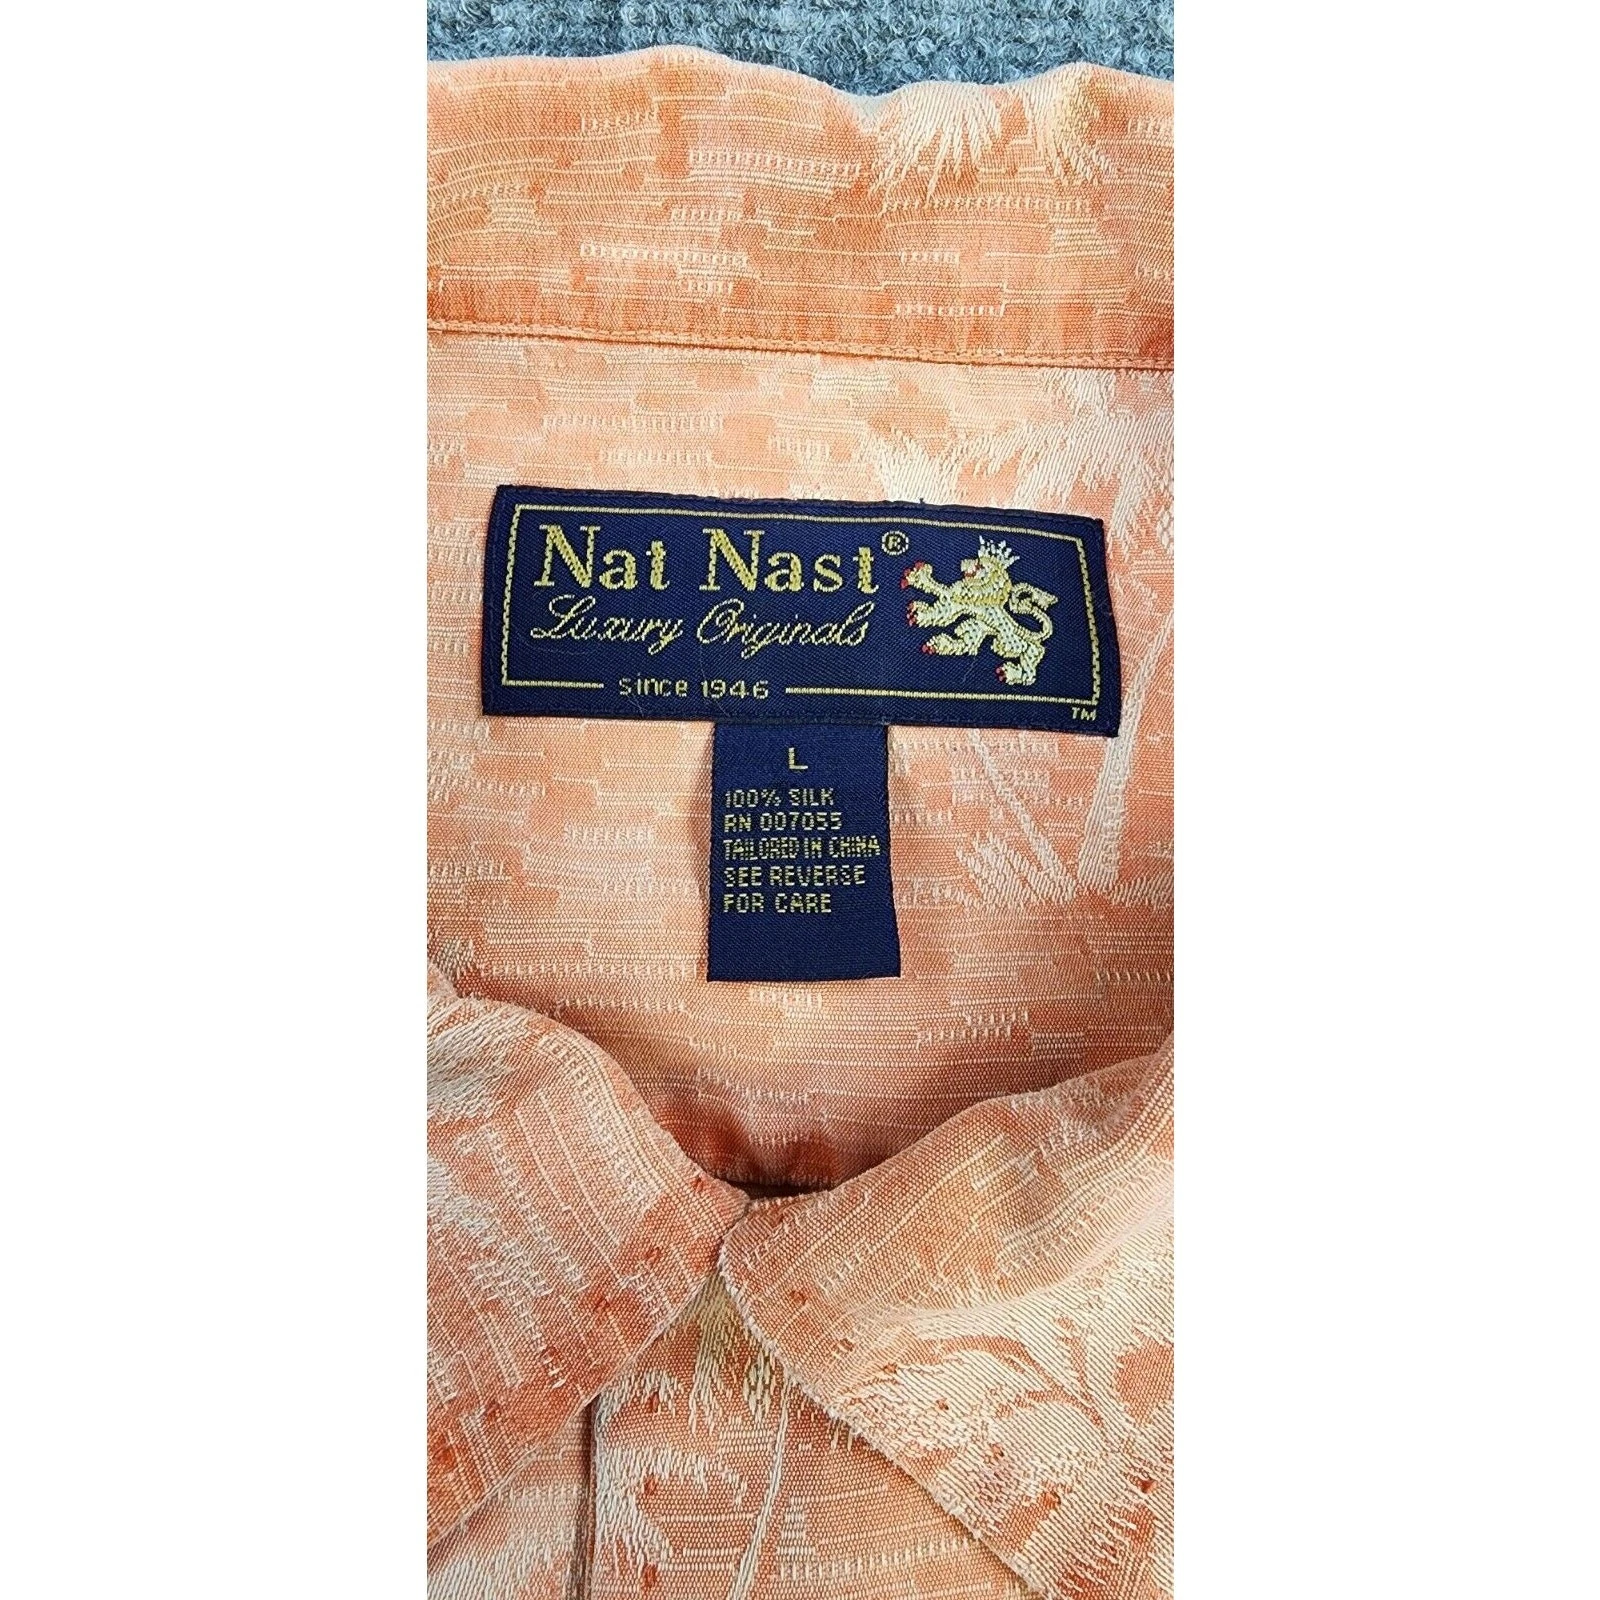 Nat Nast®
Luxury Originals
since 1946
TM
L
100% SILK
RN 007055
TAILORED IN CHINA
SEE REVERSE
FOR CARE